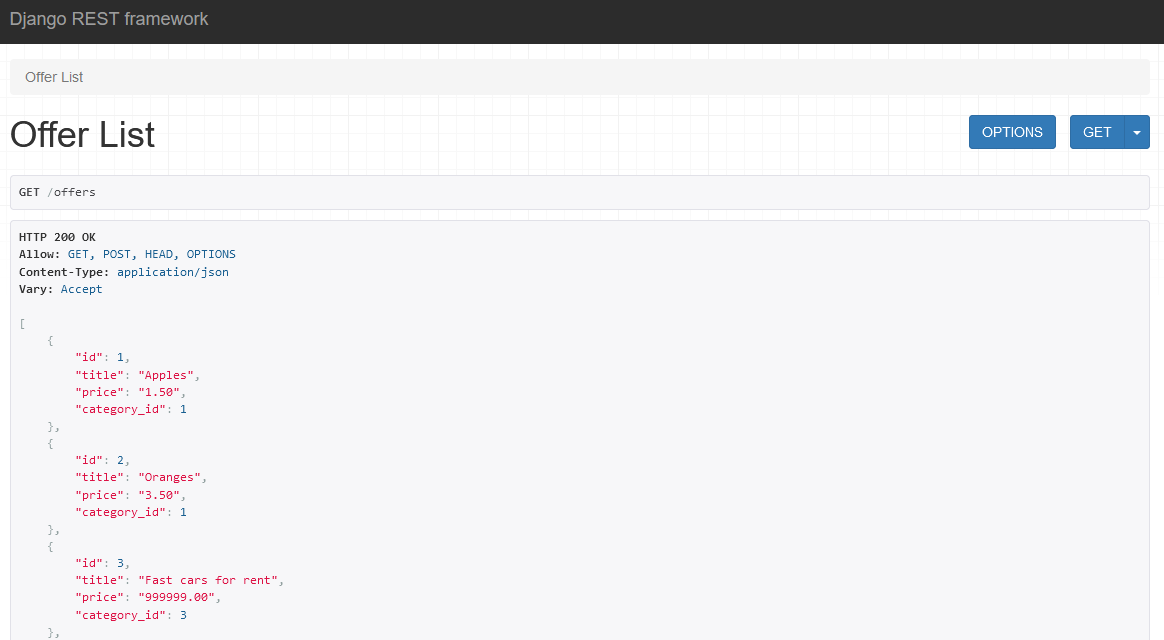 Django REST framework
Offer List
Offer List
OPTIONS
GET
GET /offers
HTTP 200 OK
Allow: GET, POST, HEAD, OPTIONS
Content-Type: application/json
Vary: Accept
[
    {
        "id": 1,
        "title": "Apples",
        "price": "1.50",
        "category_id": 1
    },
    {
        "id": 2,
        "title": "Oranges",
        "price": "3.50",
        "category_id": 1
    },
    {
        "id": 3,
        "title": "Fast cars for rent",
        "price": "999999.00",
        "category_id": 3
    },